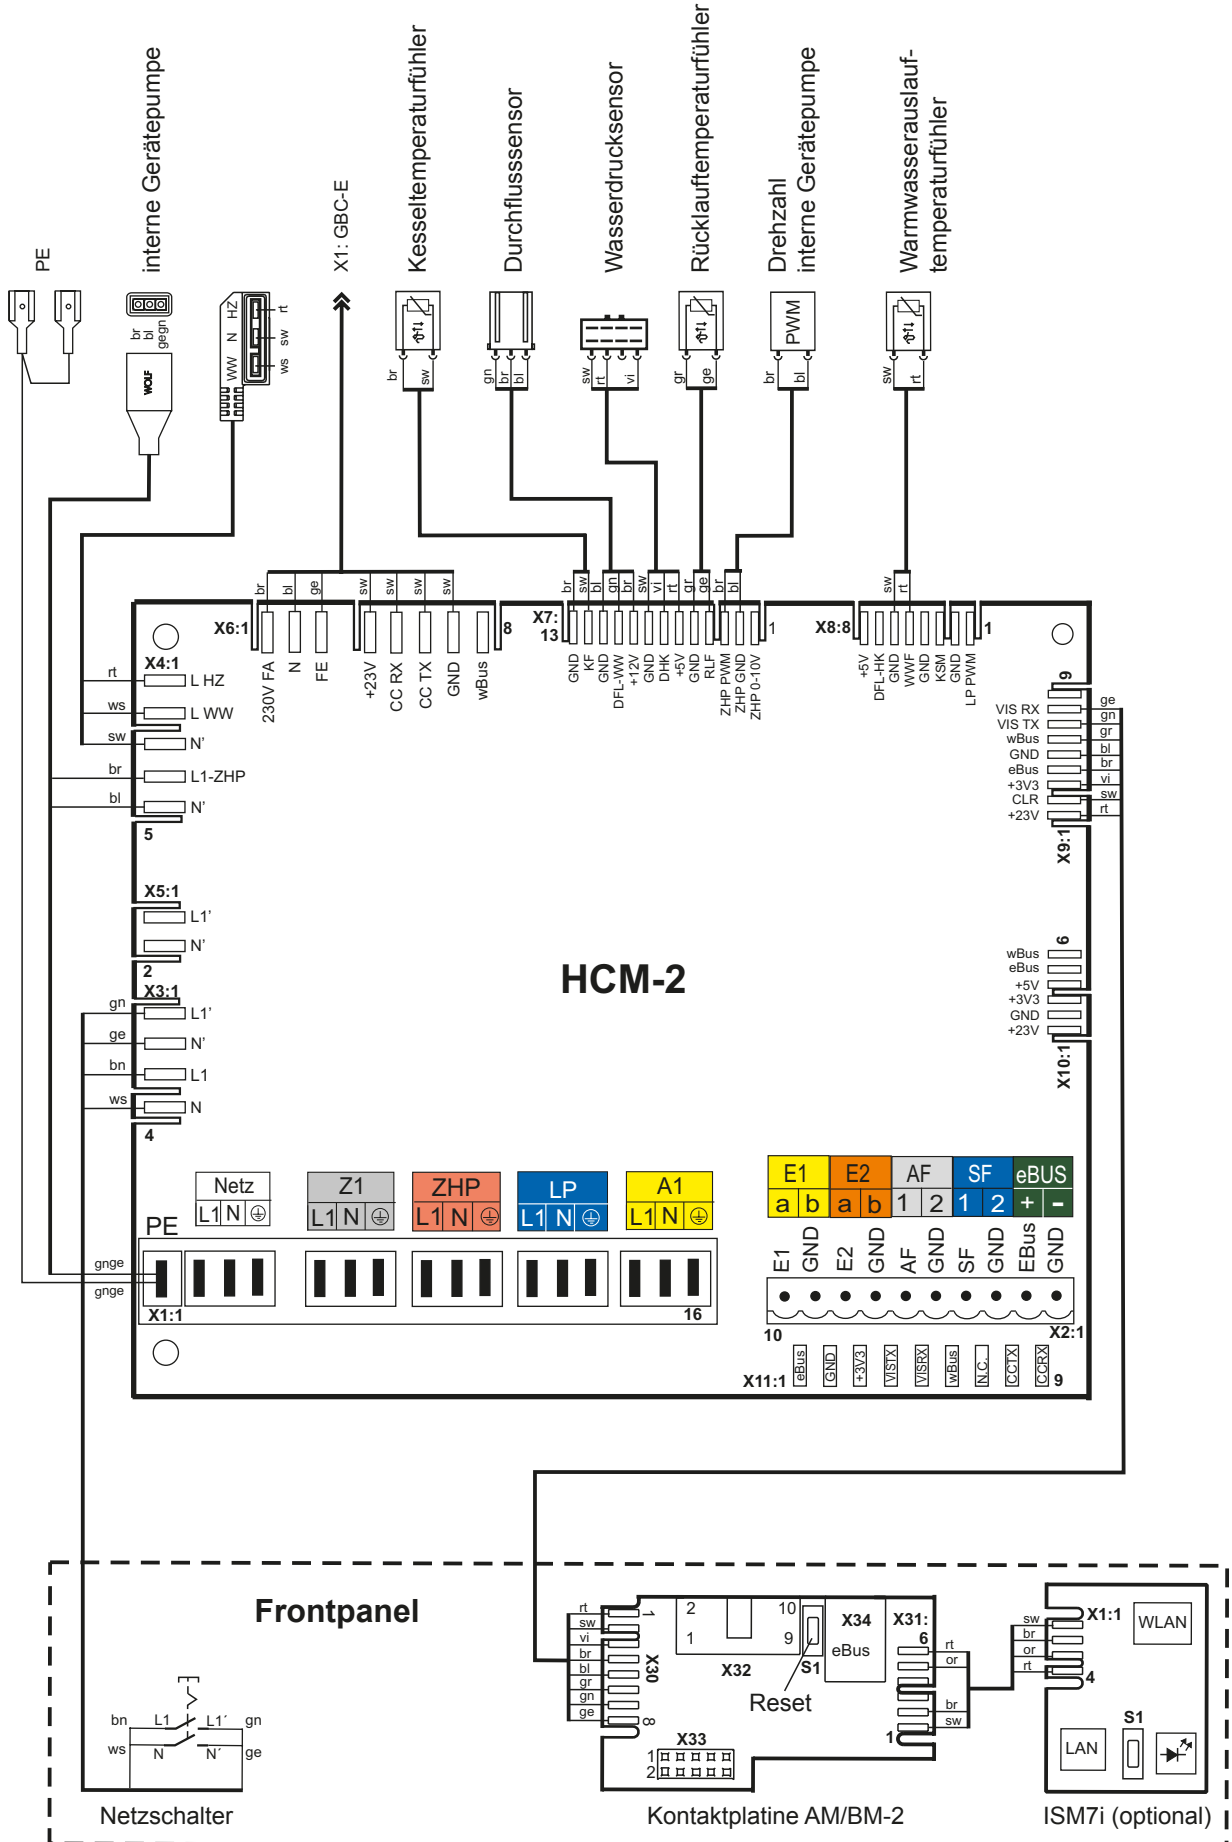 PE
interne Gerätepumpe
X1: GBC-E
Kesseltemperaturfühler
Durchflusssensor
Wasserdrucksensor
Rücklauftemperaturfühler
Drehzahl
interne Gerätepumpe
Warmwasserauslauf-
temperaturfühler
br
bl
gegn
WOLF
WW N HZ
ws
sw
rt
br
sw
gn
br
bl
sw
rt
vi
gr
ge
PWM
br
bl
sw
rt
br
bl
ge
sw
sw
sw
sw
br
sw
bl
gn
br
sw
vi
rt
gr
ge
br
bl
sw
rt
X6:1
8
230V FA
N
FE
+23V
CC RX
CC TX
GND
wBus
X7:
13
1
GND
KF
GND
DFL-WW
+12V
GND
DHK
+5V
GND
RLF
ZHP PWM
ZHP GND
ZHP 0-10V
X8:8
1
+5V
DFL-HK
GND
WWF
GND
KSM
GND
LP PWM
X4:1
rt L HZ
ws L WW
sw N'
br L1-ZHP
bl N'
5
X5:1
L1'
N'
2
X3:1
gn L1'
ge N'
bn L1
ws N
4
HCM-2
9
VIS RX ge
VIS TX gn
wBus gr
GND bl
eBus br
+3V3 vi
CLR sw
+23V rt
X9:1
6
wBus
eBus
+5V
+3V3
GND
+23V
X10:1
Netz
L1 N
Z1
L1 N
ZHP
L1 N
LP
L1 N
A1
L1 N
PE
gnge
gnge
X1:1
16
E1 E2 AF SF eBUS
a b a b 1 2 1 2 + -
E1
GND
E2
GND
AF
GND
SF
GND
EBus
GND
10
X2:1
X11:1
eBus
GND
+3V3
VISTX
VISRX
wBus
N.C.
CCTX
CCRX
9
Frontpanel
bn L1 L1´ gn
ws N N´ ge
Netzschalter
rt
sw
vi
br
bl
gr
gn
ge
1
X30
8
2 10
1 9
X32
S1
Reset
X34
eBus
X31:
6
rt
or
br
sw
1
X33
1
2
Kontaktplatine AM/BM-2
sw
br
or
rt
X1:1
4
WLAN
S1
LAN
ISM7i (optional)